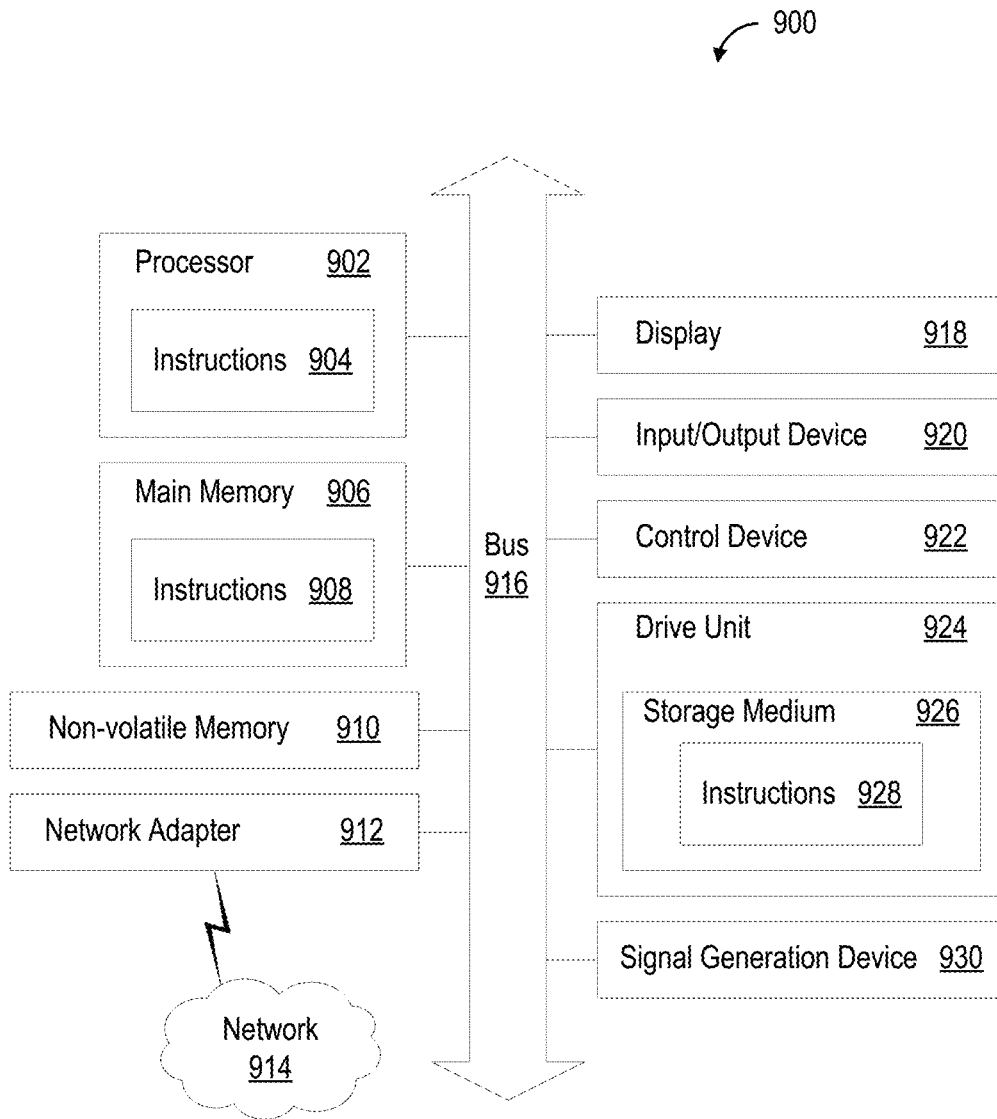 900
Processor 902
Instructions 904
Main Memory 906
Instructions 908
Non-volatile Memory 910
Network Adapter 912
Network
914
Bus
916
Display 918
Input/Output Device 920
Control Device 922
Drive Unit 924
Storage Medium 926
Instructions 928
Signal Generation Device 930